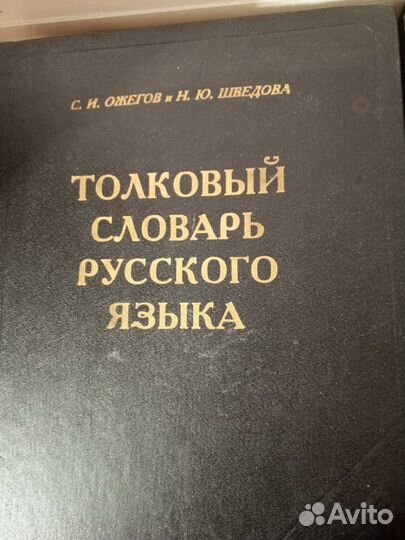 С. И. ОЖЕГОВ и Н. Ю. ШВЕДОВА
ТОЛКОВЫЙ
СЛОВАРЬ
РУССКОГО
ЯЗЫКА
Avito